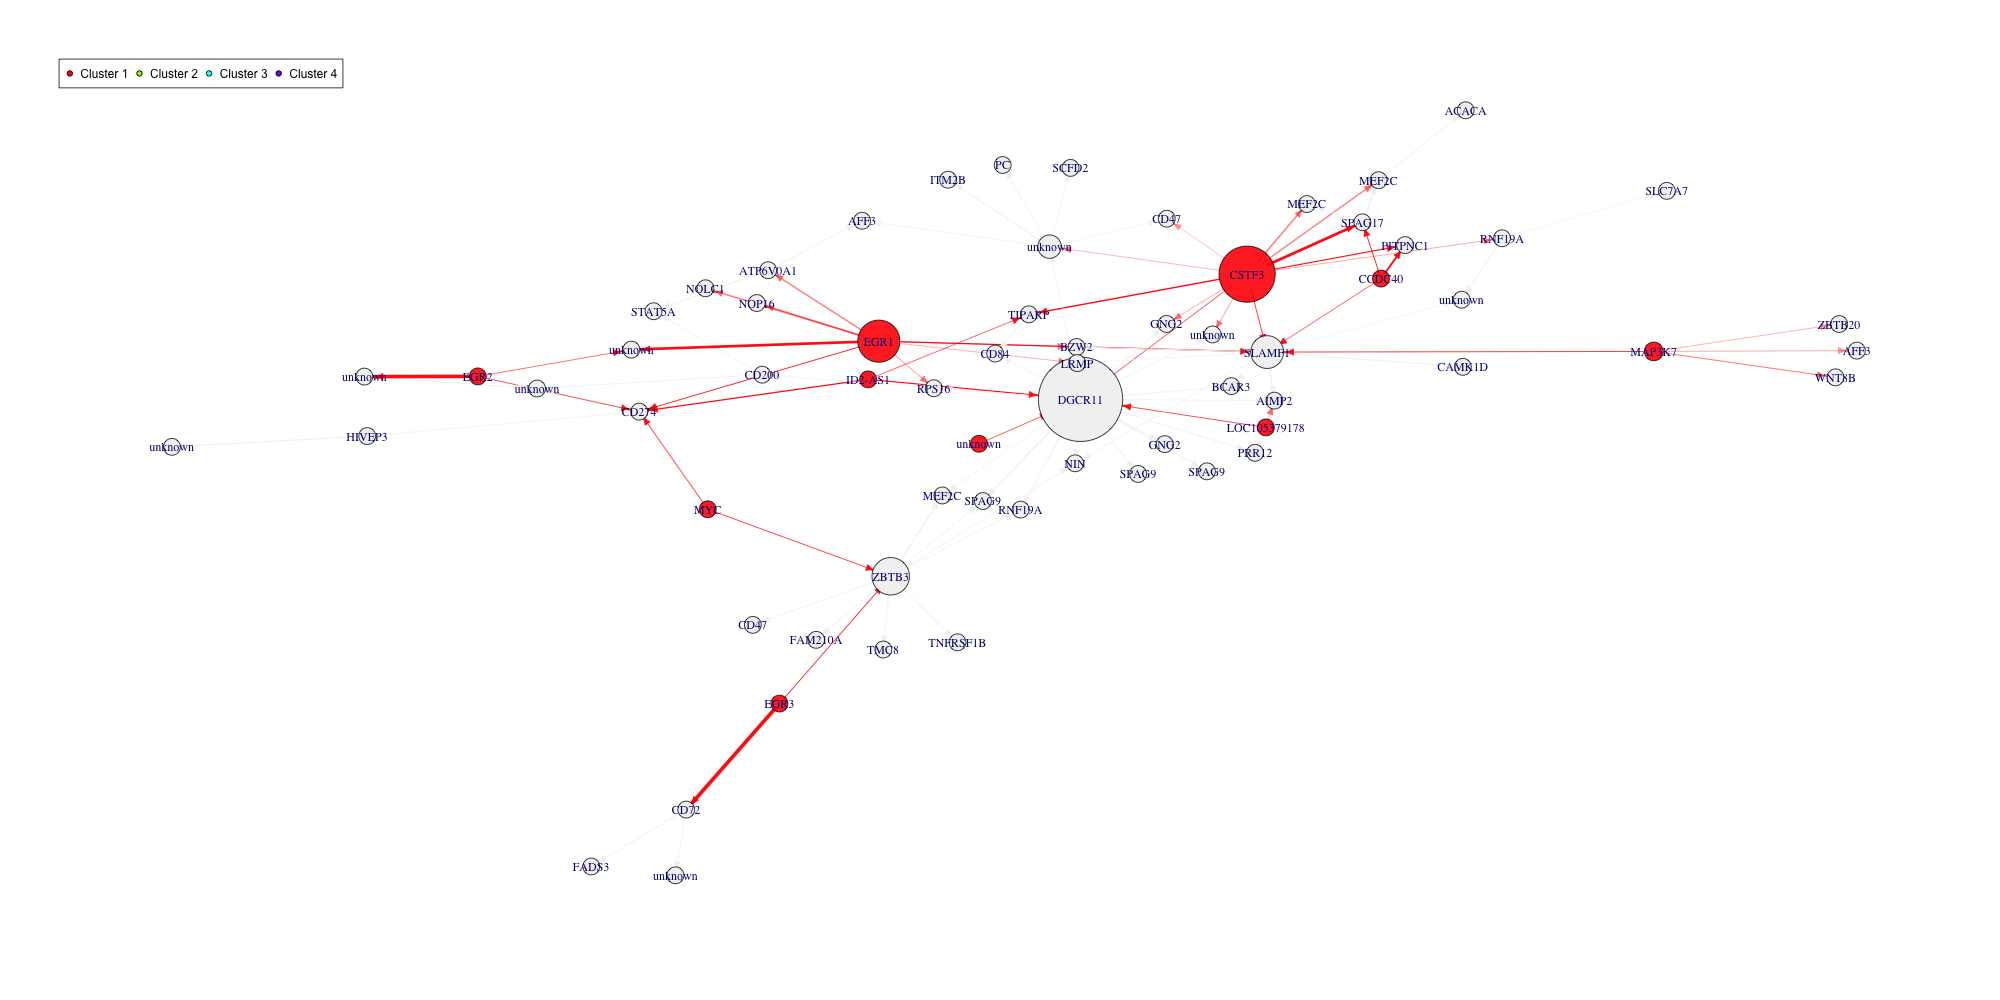 Cluster 1 Cluster 2 Cluster 3 Cluster 4
ACACA
PC
SCFD2
ITM2B
MEF2C
SLC7A7
MEF2C
AFF3
CD47
SPAG17
RNF19A
unknown
PITPNC1
ATP6V0A1
CSTF3
CCDC40
NOLC1
NOP16
unknown
STAT5A
TIPARP
GNG2
ZBTB20
unknown
EGR1
BZW2
unknown
CD84
SLAMF1
MAP3K7
AFF3
LRMP
CAMK1D
unknown
EGR2
CD200
ID2-AS1
WNT8B
unknown
RPS16
BCAR3
DGCR11
AIMP2
CD274
LOC105379178
HIVEP3
unknown
unknown
GNG2
PRR12
NIN
SPAG9
SPAG9
MEF2C
SPAG9
RNF19A
MYC
ZBTB3
CD47
FAM210A
TNFRSF1B
TMC8
EGR3
CD72
FADS3
unknown